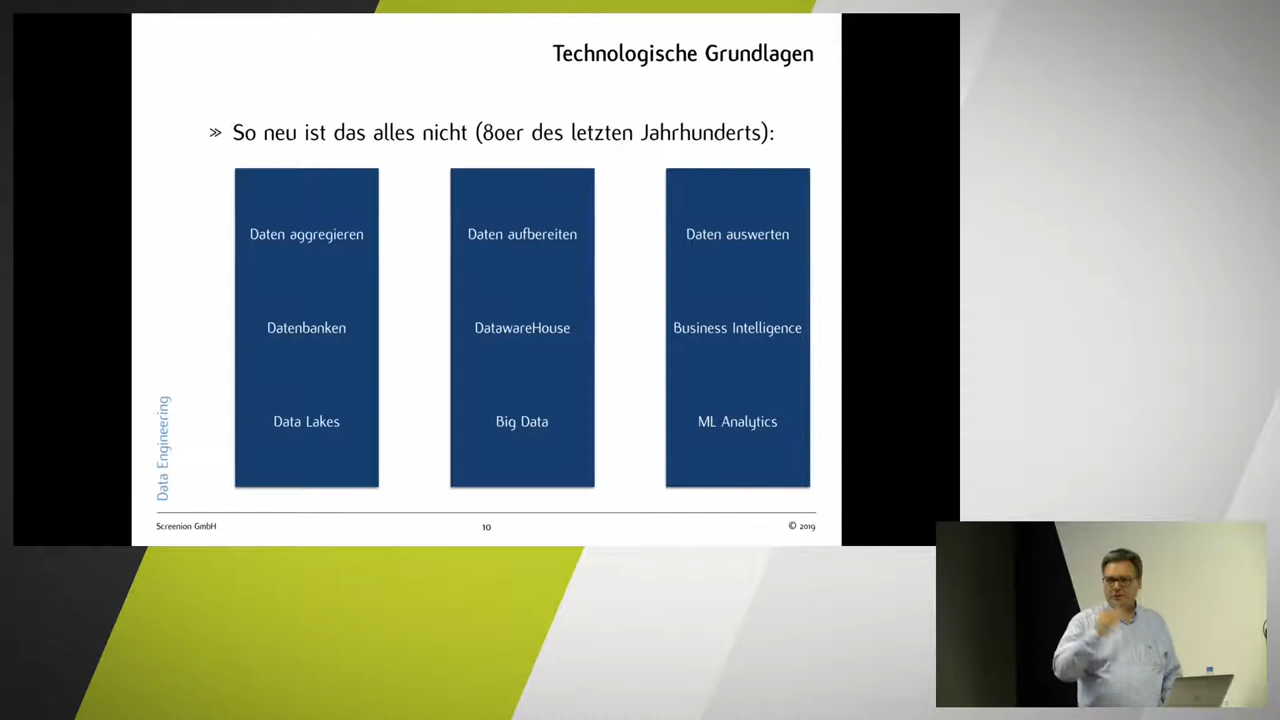 Technologische Grundlagen
» So neu ist das alles nicht (80er des letzten Jahrhunderts):
Daten aggregieren
Datenbanken
Data Lakes
Daten aufbereiten
DatawareHouse
Big Data
Daten auswerten
Business Intelligence
ML Analytics
Data Engineering
Screenion GmbH
10
© 2019